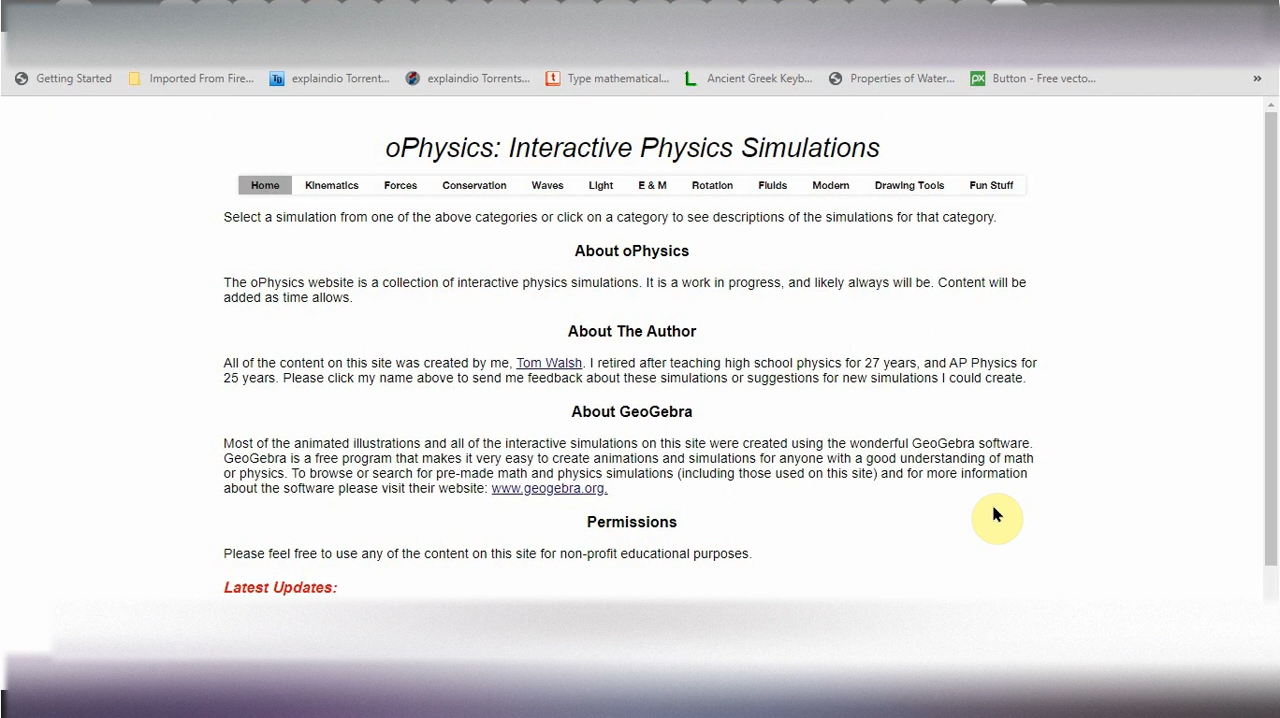 Getting Started Imported From Fire... explaindio Torrent... explaindio Torrents... Type mathematical... Ancient Greek Keyb... Properties of Water... Button - Free vecto... »
oPhysics: Interactive Physics Simulations
Home Kinematics Forces Conservation Waves Light E & M Rotation Fluids Modern Drawing Tools Fun Stuff
Select a simulation from one of the above categories or click on a category to see descriptions of the simulations for that category.
About oPhysics
The oPhysics website is a collection of interactive physics simulations. It is a work in progress, and likely always will be. Content will be
added as time allows.
About The Author
All of the content on this site was created by me, Tom Walsh. I retired after teaching high school physics for 27 years, and AP Physics for
25 years. Please click my name above to send me feedback about these simulations or suggestions for new simulations I could create.
About GeoGebra
Most of the animated illustrations and all of the interactive simulations on this site were created using the wonderful GeoGebra software.
GeoGebra is a free program that makes it very easy to create animations and simulations for anyone with a good understanding of math
or physics. To browse or search for pre-made math and physics simulations (including those used on this site) and for more information
about the software please visit their website: www.geogebra.org.
Permissions
Please feel free to use any of the content on this site for non-profit educational purposes.
Latest Updates: